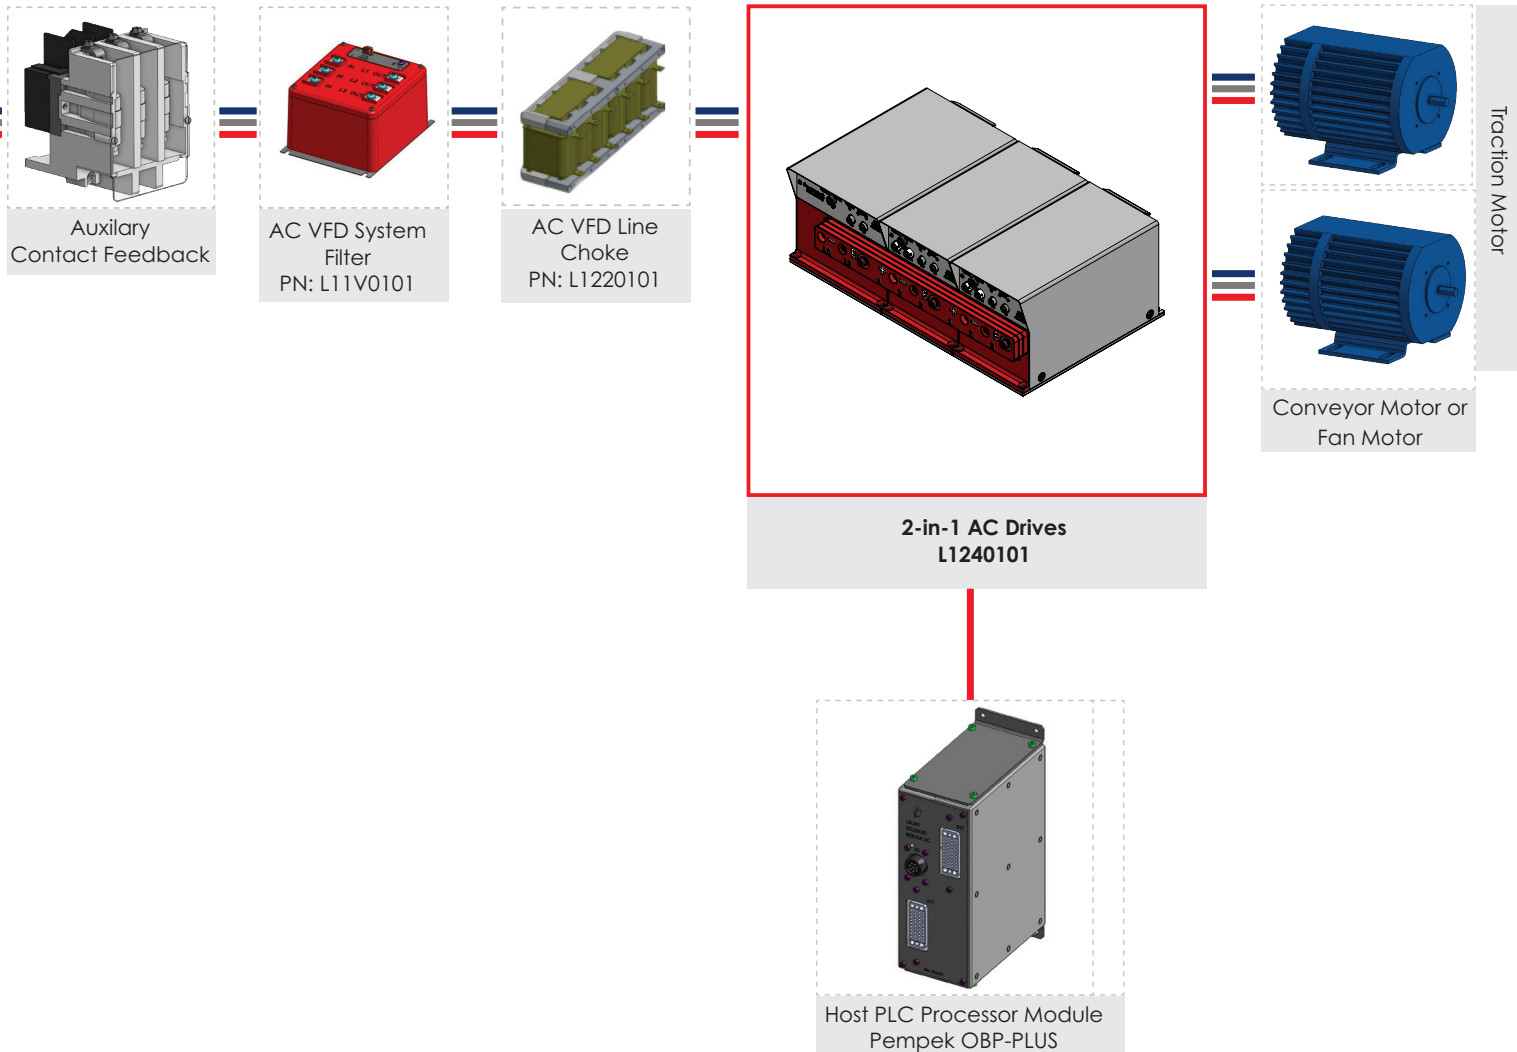 Auxilary
Contact Feedback
AC VFD System
Filter
PN: L11V0101
AC VFD Line
Choke
PN: L1220101
2-in-1 AC Drives
L1240101
Traction Motor
Conveyor Motor or
Fan Motor
Host PLC Processor Module
Pempek OBP-PLUS